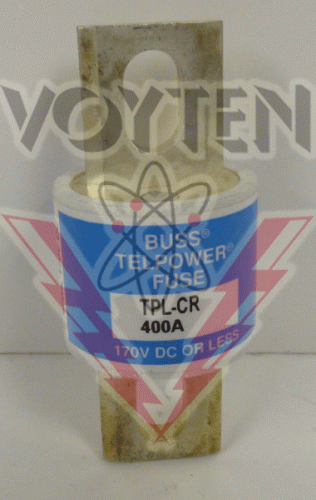 VOYTEN
BUSS®
TELPOWER®
FUSE
TPL-CR
400A
170V DC OR LESS